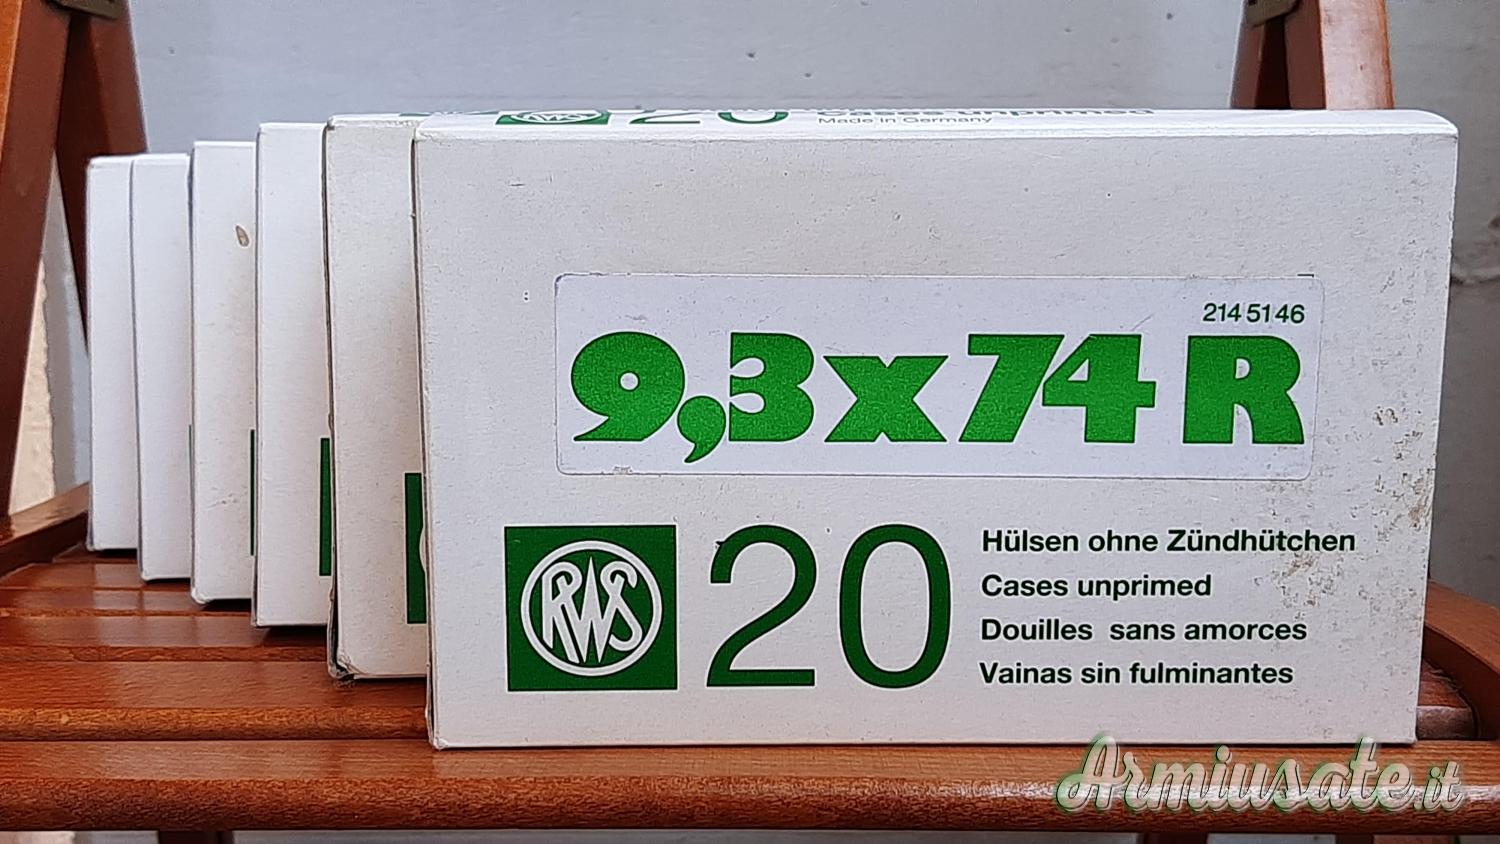 RWS 20 Cases unprimed
Made in Germany
214 51 46
9,3x74 R
RWS
20
Hülsen ohne Zündhütchen
Cases unprimed
Douilles sans amorces
Vainas sin fulminantes
Armiusate.it